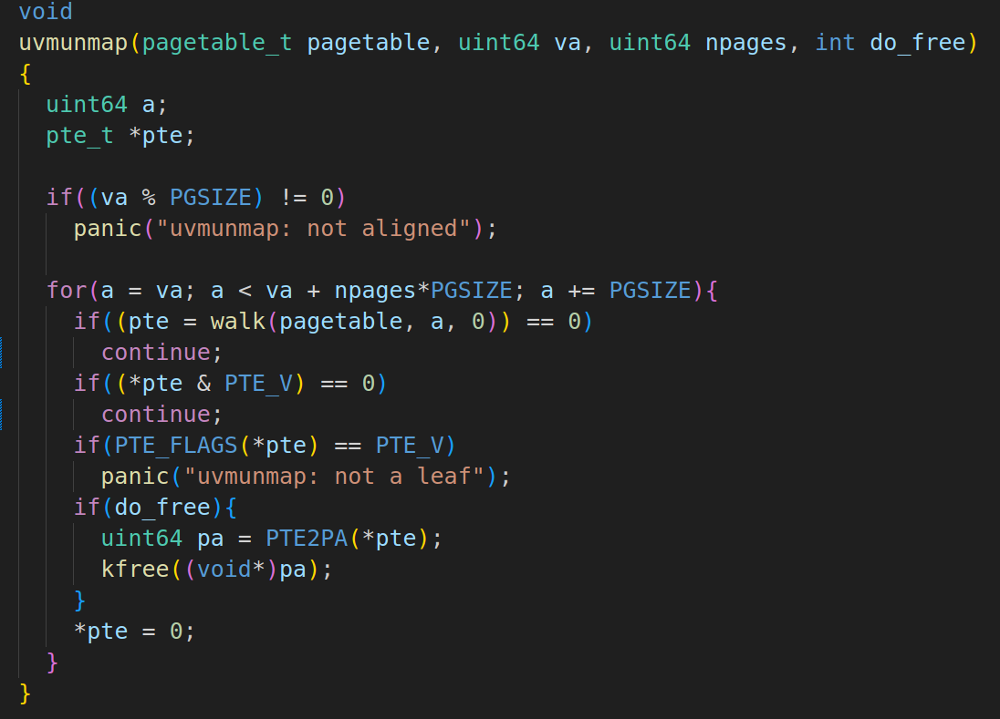 void
uvmunmap(pagetable_t pagetable, uint64 va, uint64 npages, int do_free)
{
  uint64 a;
  pte_t *pte;

  if((va % PGSIZE) != 0)
    panic("uvmunmap: not aligned");

  for(a = va; a < va + npages*PGSIZE; a += PGSIZE){
    if((pte = walk(pagetable, a, 0)) == 0)
      continue;
    if((*pte & PTE_V) == 0)
      continue;
    if(PTE_FLAGS(*pte) == PTE_V)
      panic("uvmunmap: not a leaf");
    if(do_free){
      uint64 pa = PTE2PA(*pte);
      kfree((void*)pa);
    }
    *pte = 0;
  }
}